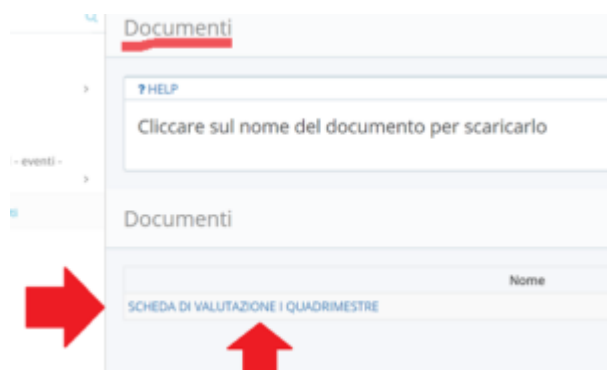 Documenti
? HELP
Cliccare sul nome del documento per scaricarlo
- eventi -
Documenti
Nome
SCHEDA DI VALUTAZIONE I QUADRIMESTRE